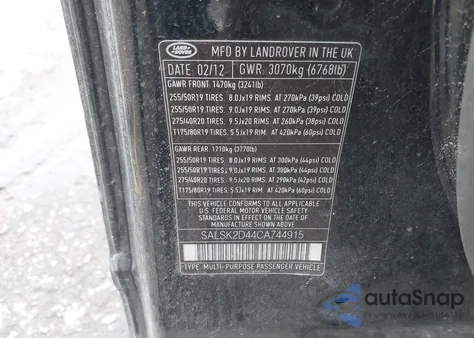 LAND ROVER
MFD BY LANDROVER IN THE UK
DATE: 02/12 GWR: 3070kg (6768lb)
GAWR FRONT: 1470kg (3241lb)
255/50R19 TIRES 8.0Jx19 RIMS. AT 270kPa (39psi) COLD
255/50R19 TIRES 9.0Jx19 RIMS. AT 270kPa (39psi) COLD
275/40R20 TIRES 9.5Jx20 RIMS. AT 260kPa (38psi) COLD
T175/80R19 TIRES 5.5Jx19 RIM. AT 420kPa (60psi) COLD
GAWR REAR: 1710kg (3770lb)
255/50R19 TIRES 8.0Jx19 RIMS. AT 300kPa (44psi) COLD
255/50R19 TIRES 9.0Jx19 RIMS. AT 300kPa (44psi) COLD
275/40R20 TIRES 9.5Jx20 RIMS. AT 290kPa (42psi) COLD
T175/80R19 TIRES 5.5Jx19 RIM. AT 420kPa (60psi) COLD
THIS VEHICLE CONFORMS TO ALL APPLICABLE
U.S. FEDERAL MOTOR VEHICLE SAFETY
STANDARDS IN EFFECT ON THE DATE OF
MANUFACTURE SHOWN ABOVE
SALSK2D44CA744915
TYPE: MULTI-PURPOSE PASSENGER VEHICLE
autoSnap